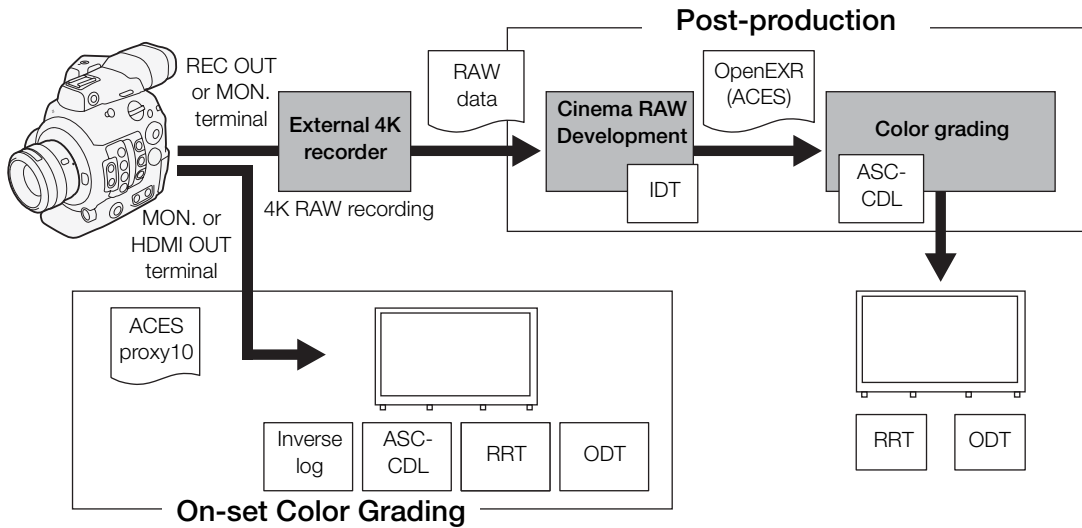 Post-production
REC OUT
or MON.
terminal
External 4K
recorder
4K RAW recording
RAW
data
Cinema RAW
Development
IDT
OpenEXR
(ACES)
Color grading
ASC-
CDL
MON. or
HDMI OUT
terminal
ACES
proxy10
Inverse
log
ASC-
CDL
RRT
ODT
On-set Color Grading
RRT
ODT